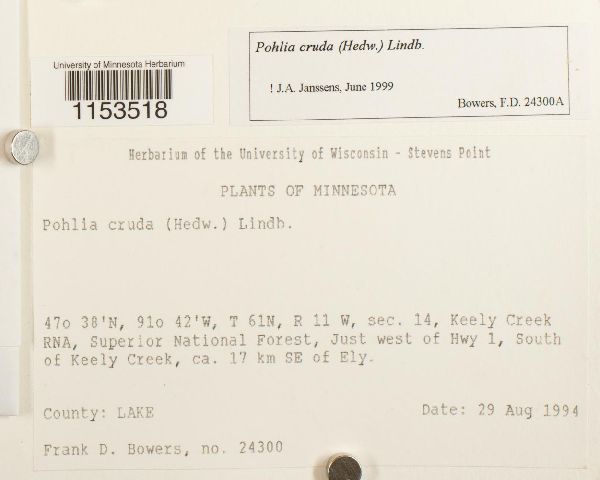 University of Minnesota Herbarium
1153518
Pohlia cruda (Hedw.) Lindb.
! J.A. Janssens, June 1999
Bowers, F.D. 24300A
Herbarium of the University of Wisconsin - Stevens Point
PLANTS OF MINNESOTA
Pohlia cruda (Hedw.) Lindb.
47o 38'N, 91o 42'W, T 61N, R 11 W, sec. 14, Keely Creek
RNA, Superior National Forest, Just west of Hwy 1, South
of Keely Creek, ca. 17 km SE of Ely.
County: LAKE
Date: 29 Aug 1994
Frank D. Bowers, no. 24300